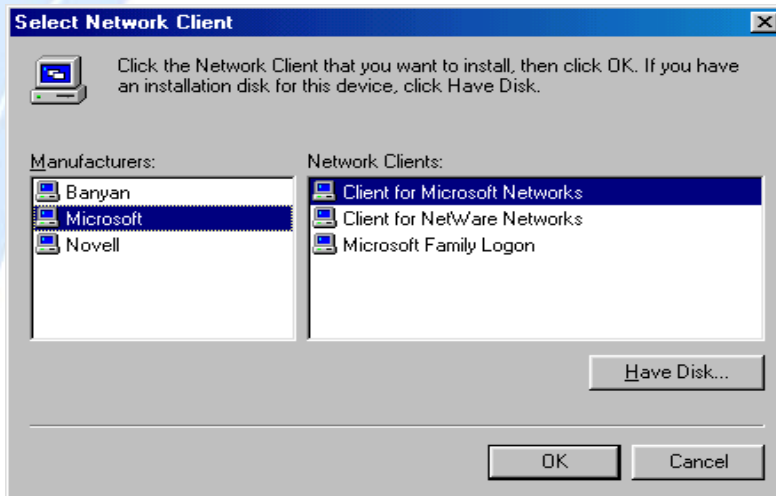 Select Network Client
Click the Network Client that you want to install, then click OK. If you have
an installation disk for this device, click Have Disk.
Manufacturers:
Banyan
Microsoft
Novell
Network Clients:
Client for Microsoft Networks
Client for NetWare Networks
Microsoft Family Logon
Have Disk...
OK
Cancel